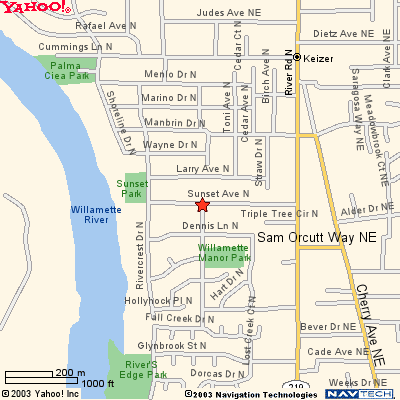 YAHOO!
Judes Ave NE
Rafael Av N
Cummings Ln N
Cedar Ct N
Dietz Ave NE
Keizer
Palma
Ciea Park
Menlo Dr N
River Rd N
Clark Ave NE
Birch Ave N
Saragosa Way NE
Shoreline Dr N
Marino Dr N
Toni Ave N
Cedar Ave N
Meadowbrook Ct NE
Manbrin Dr N
Wayne Dr N
Straw Dr N
Larry Ave N
Sunset
Park
Sunset Ave N
Willamette
River
Triple Tree Cir N
Alder Dr NE
Dennis Ln N
Sam Orcutt Way NE
Rivercrest Dr N
Willamette
Manor Park
Hart Dr N
Hollyhock Pl N
Cherry Ave NE
Full Creek Dr N
Lost Creek Ct N
Bever Dr NE
Glynbrook St N
Cade Ave NE
River'S
Edge Park
200 m
1000 ft
Dorcas Dr N
219
Weeks Dr NE
©2003 Yahoo! Inc
©2003 Navigation Technologies
NAVTECH